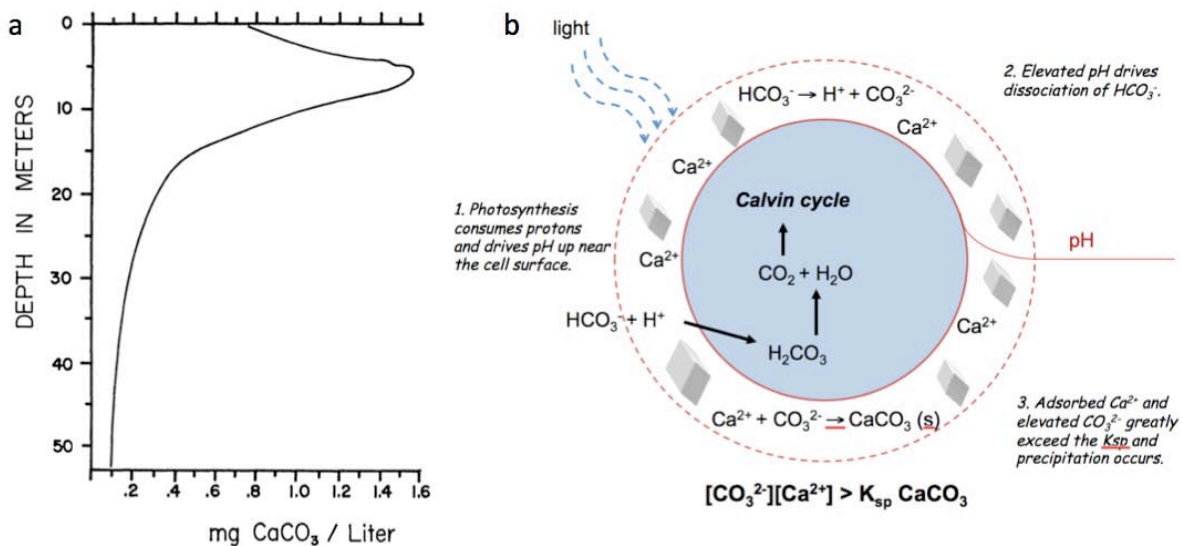 a
0
10
20
30
40
50
DEPTH IN METERS
.2 .4 .6 .8 1.0 1.2 1.4 1.6
mg CaCO₃ / Liter
b
light
HCO₃⁻ → H⁺ + CO₃²⁻
2. Elevated pH drives
dissociation of HCO₃⁻.
Ca²⁺
Ca²⁺
Calvin cycle
1. Photosynthesis
consumes protons
and drives pH up near
the cell surface.
pH
Ca²⁺
CO₂ + H₂O
HCO₃⁻ + H⁺
Ca²⁺
H₂CO₃
Ca²⁺ + CO₃²⁻ → CaCO₃ (s)
3. Adsorbed Ca²⁺ and
elevated CO₃²⁻ greatly
exceed the Ksp and
precipitation occurs.
[CO₃²⁻][Ca²⁺] > Kₛₚ CaCO₃